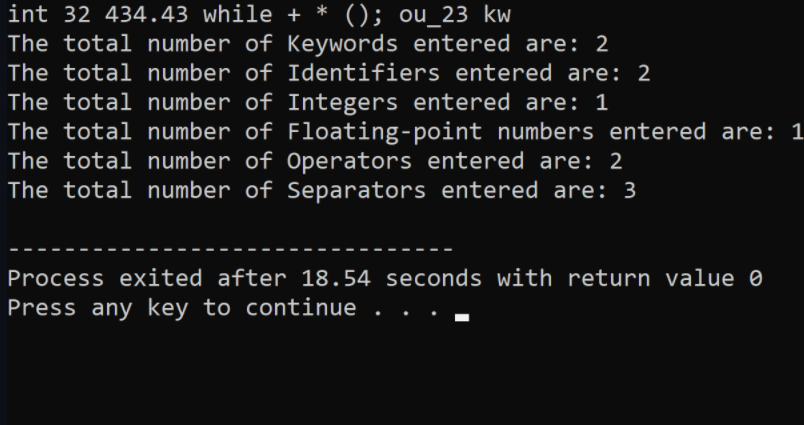 int 32 434.43 while + * (); ou_23 kw
The total number of Keywords entered are: 2
The total number of Identifiers entered are: 2
The total number of Integers entered are: 1
The total number of Floating-point numbers entered are: 1
The total number of Operators entered are: 2
The total number of Separators entered are: 3
--------------------------------
Process exited after 18.54 seconds with return value 0
Press any key to continue . . .